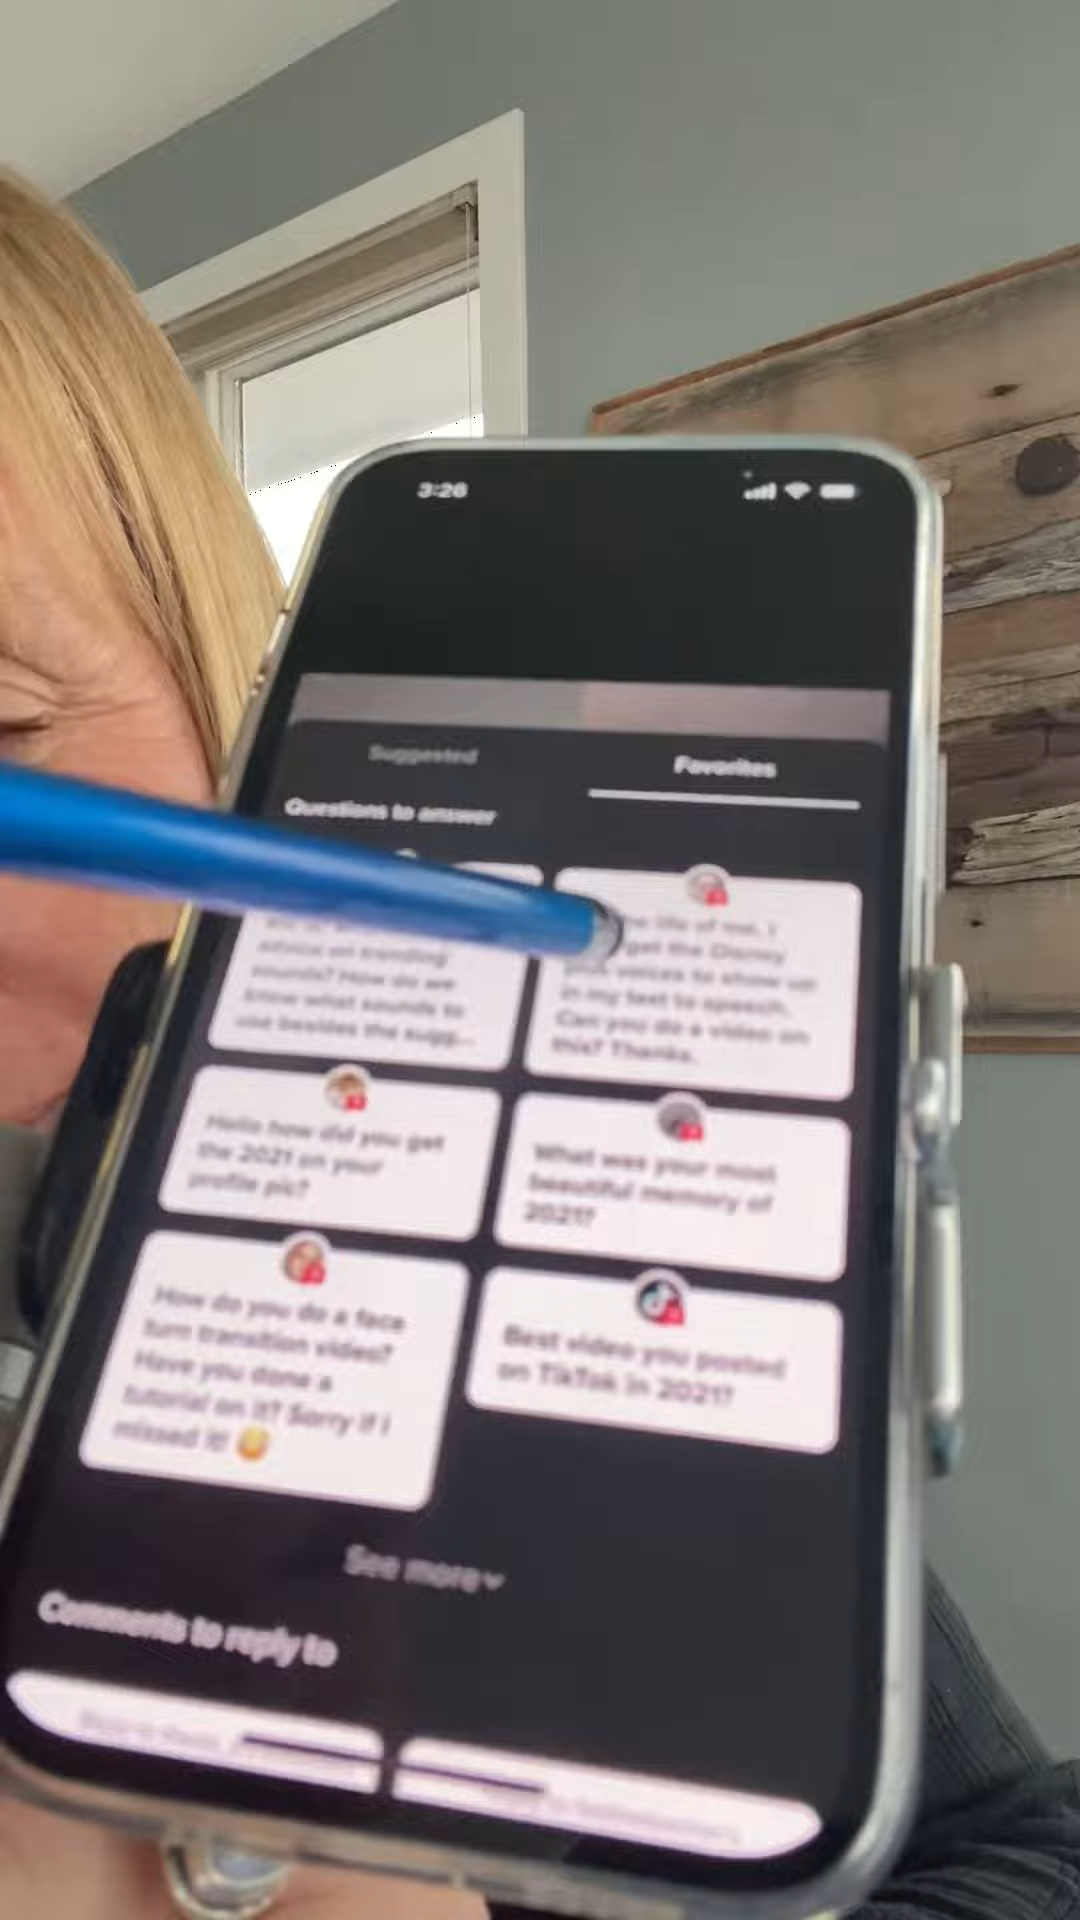 3:26
Suggested
Favorites
Questions to answer
advice on trending
sounds? How do we
know what sounds to
use besides the sugg...
life of me, I
get the Disney
plus voices to show up
in my text to speech.
Can you do a video on
this? Thanks.
Hello how did you get
the 2021 on your
profile pic?
What was your most
beautiful memory of
2021?
How do you do a face
turn transition video?
Have you done a
tutorial on it? Sorry if I
missed it! 😅
Best video you posted
on TikTok in 2021?
See more
Comments to reply to